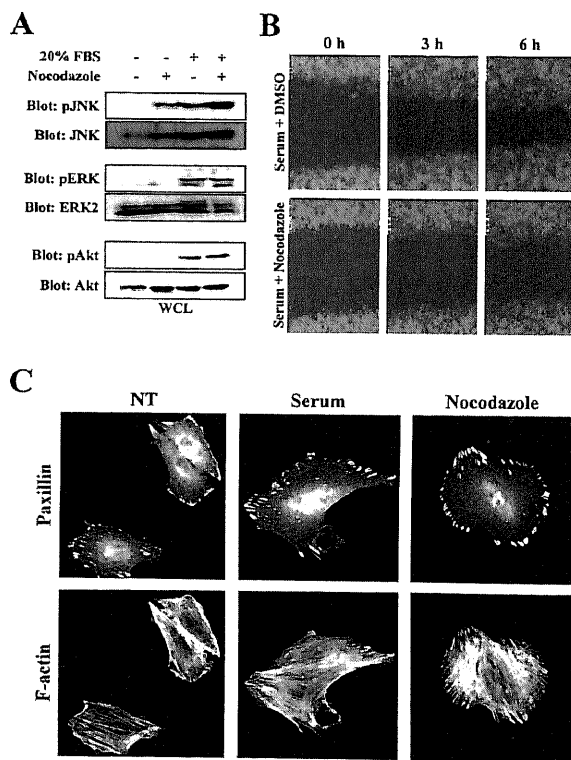 A
20% FBS - - + +
Nocodazole - + - +
Blot: pJNK
Blot: JNK
Blot: pERK
Blot: ERK2
Blot: pAkt
Blot: Akt
WCL
B
0 h 3 h 6 h
Serum + DMSO
Serum + Nocodazole
C
NT Serum Nocodazole
Paxillin
F-actin